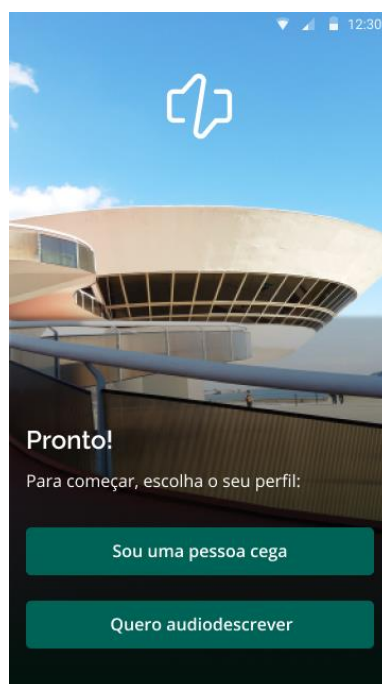 12:30
Pronto!
Para começar, escolha o seu perfil:
Sou uma pessoa cega
Quero audiodescrever